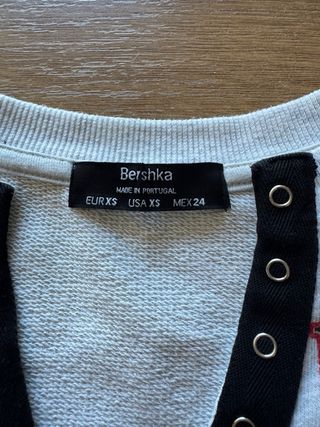 Bershka
MADE IN PORTUGAL
EUR XS USA XS MEX 24